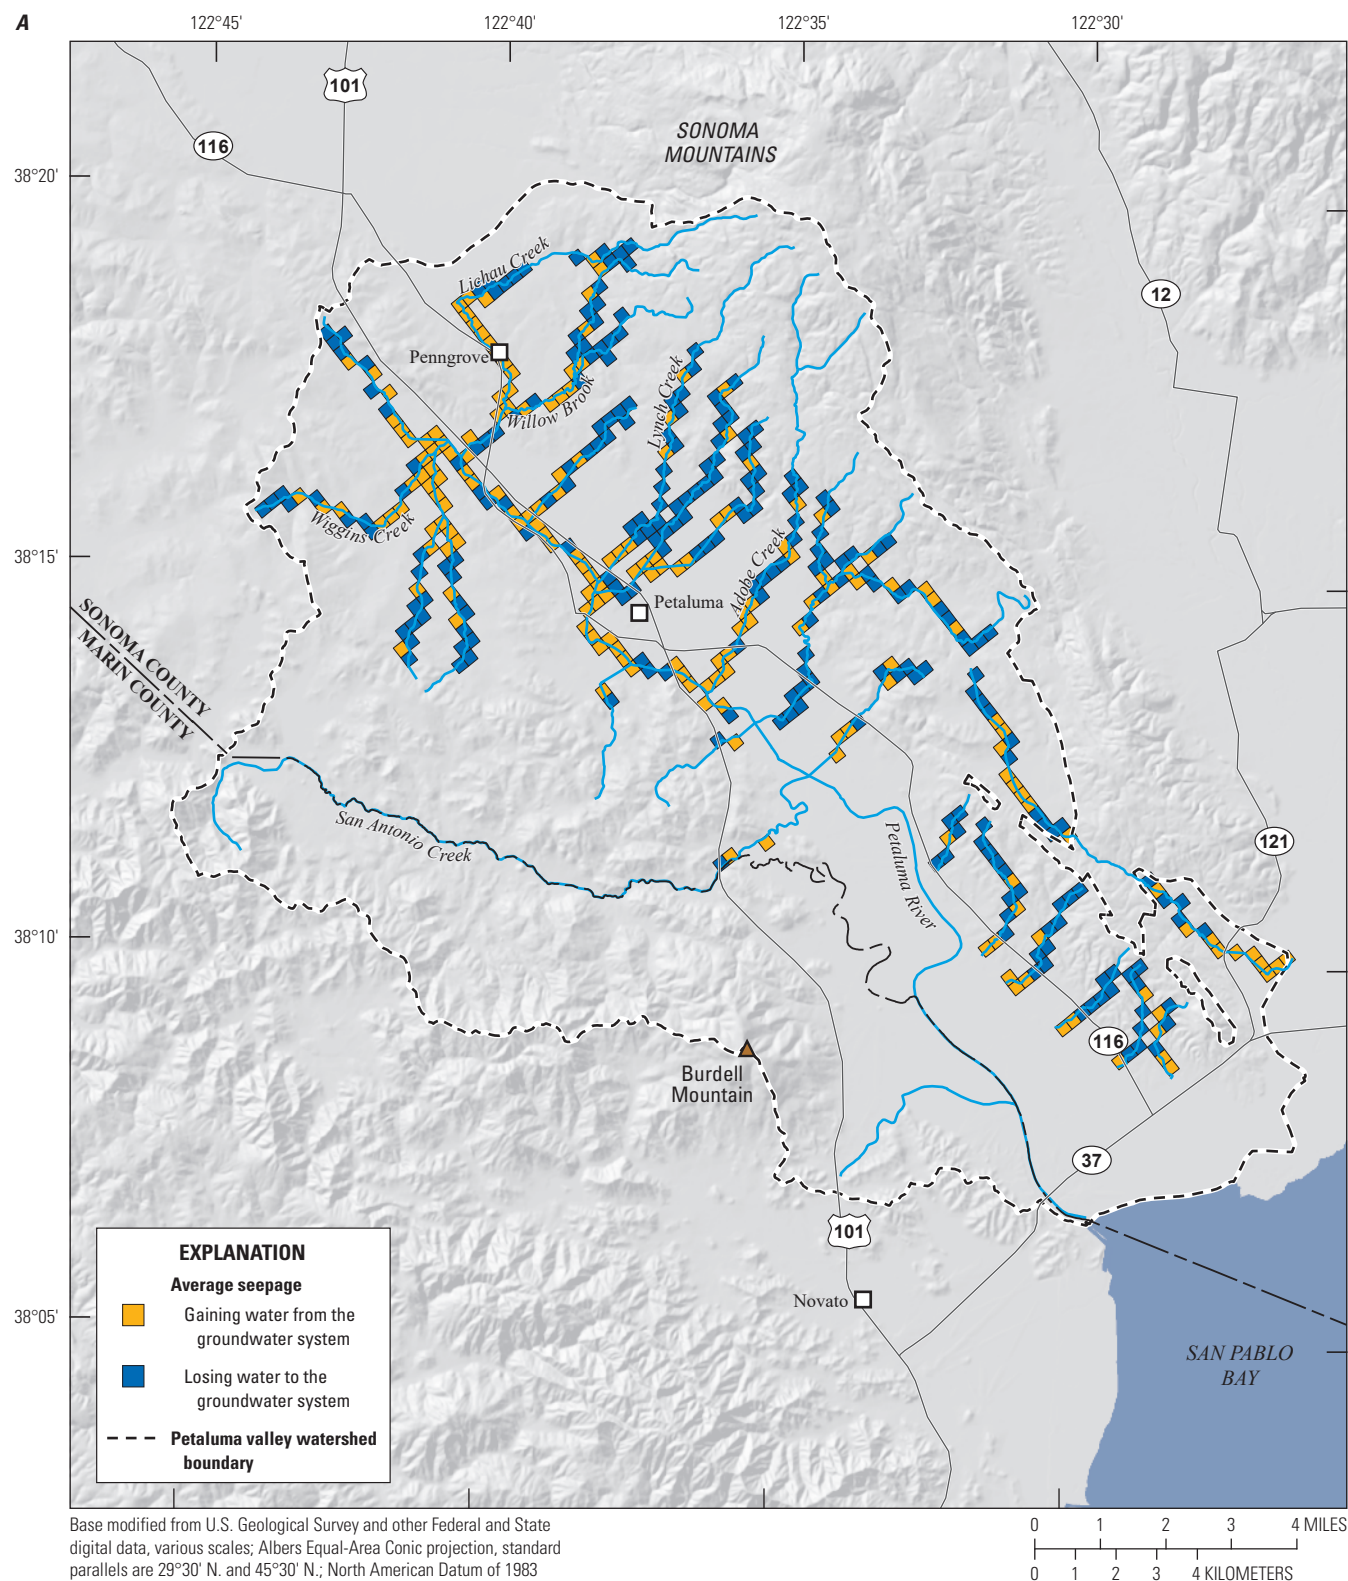 A
122°45'
122°40'
122°35'
122°30'
101
116
SONOMA
MOUNTAINS
38°20'
Lichau Creek
12
Penngrove
Willow Brook
Lynch Creek
Wiggins Creek
38°15'
Adobe Creek
Petaluma
SONOMA COUNTY
MARIN COUNTY
San Antonio Creek
Petaluma River
121
38°10'
116
Burdell
Mountain
37
101
Novato
38°05'
SAN PABLO
BAY
EXPLANATION
Average seepage
Gaining water from the
groundwater system
Losing water to the
groundwater system
Petaluma valley watershed
boundary
Base modified from U.S. Geological Survey and other Federal and State
digital data, various scales; Albers Equal-Area Conic projection, standard
parallels are 29°30' N. and 45°30' N.; North American Datum of 1983
0 1 2 3 4 MILES
0 1 2 3 4 KILOMETERS